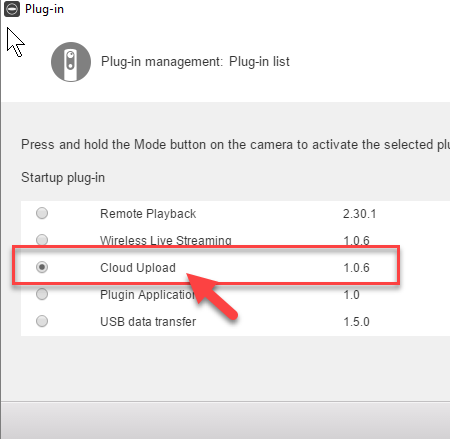 Plug-in
Plug-in management: Plug-in list
Press and hold the Mode button on the camera to activate the selected plu
Startup plug-in
Remote Playback 2.30.1
Wireless Live Streaming 1.0.6
Cloud Upload 1.0.6
Plugin Application 1.0
USB data transfer 1.5.0